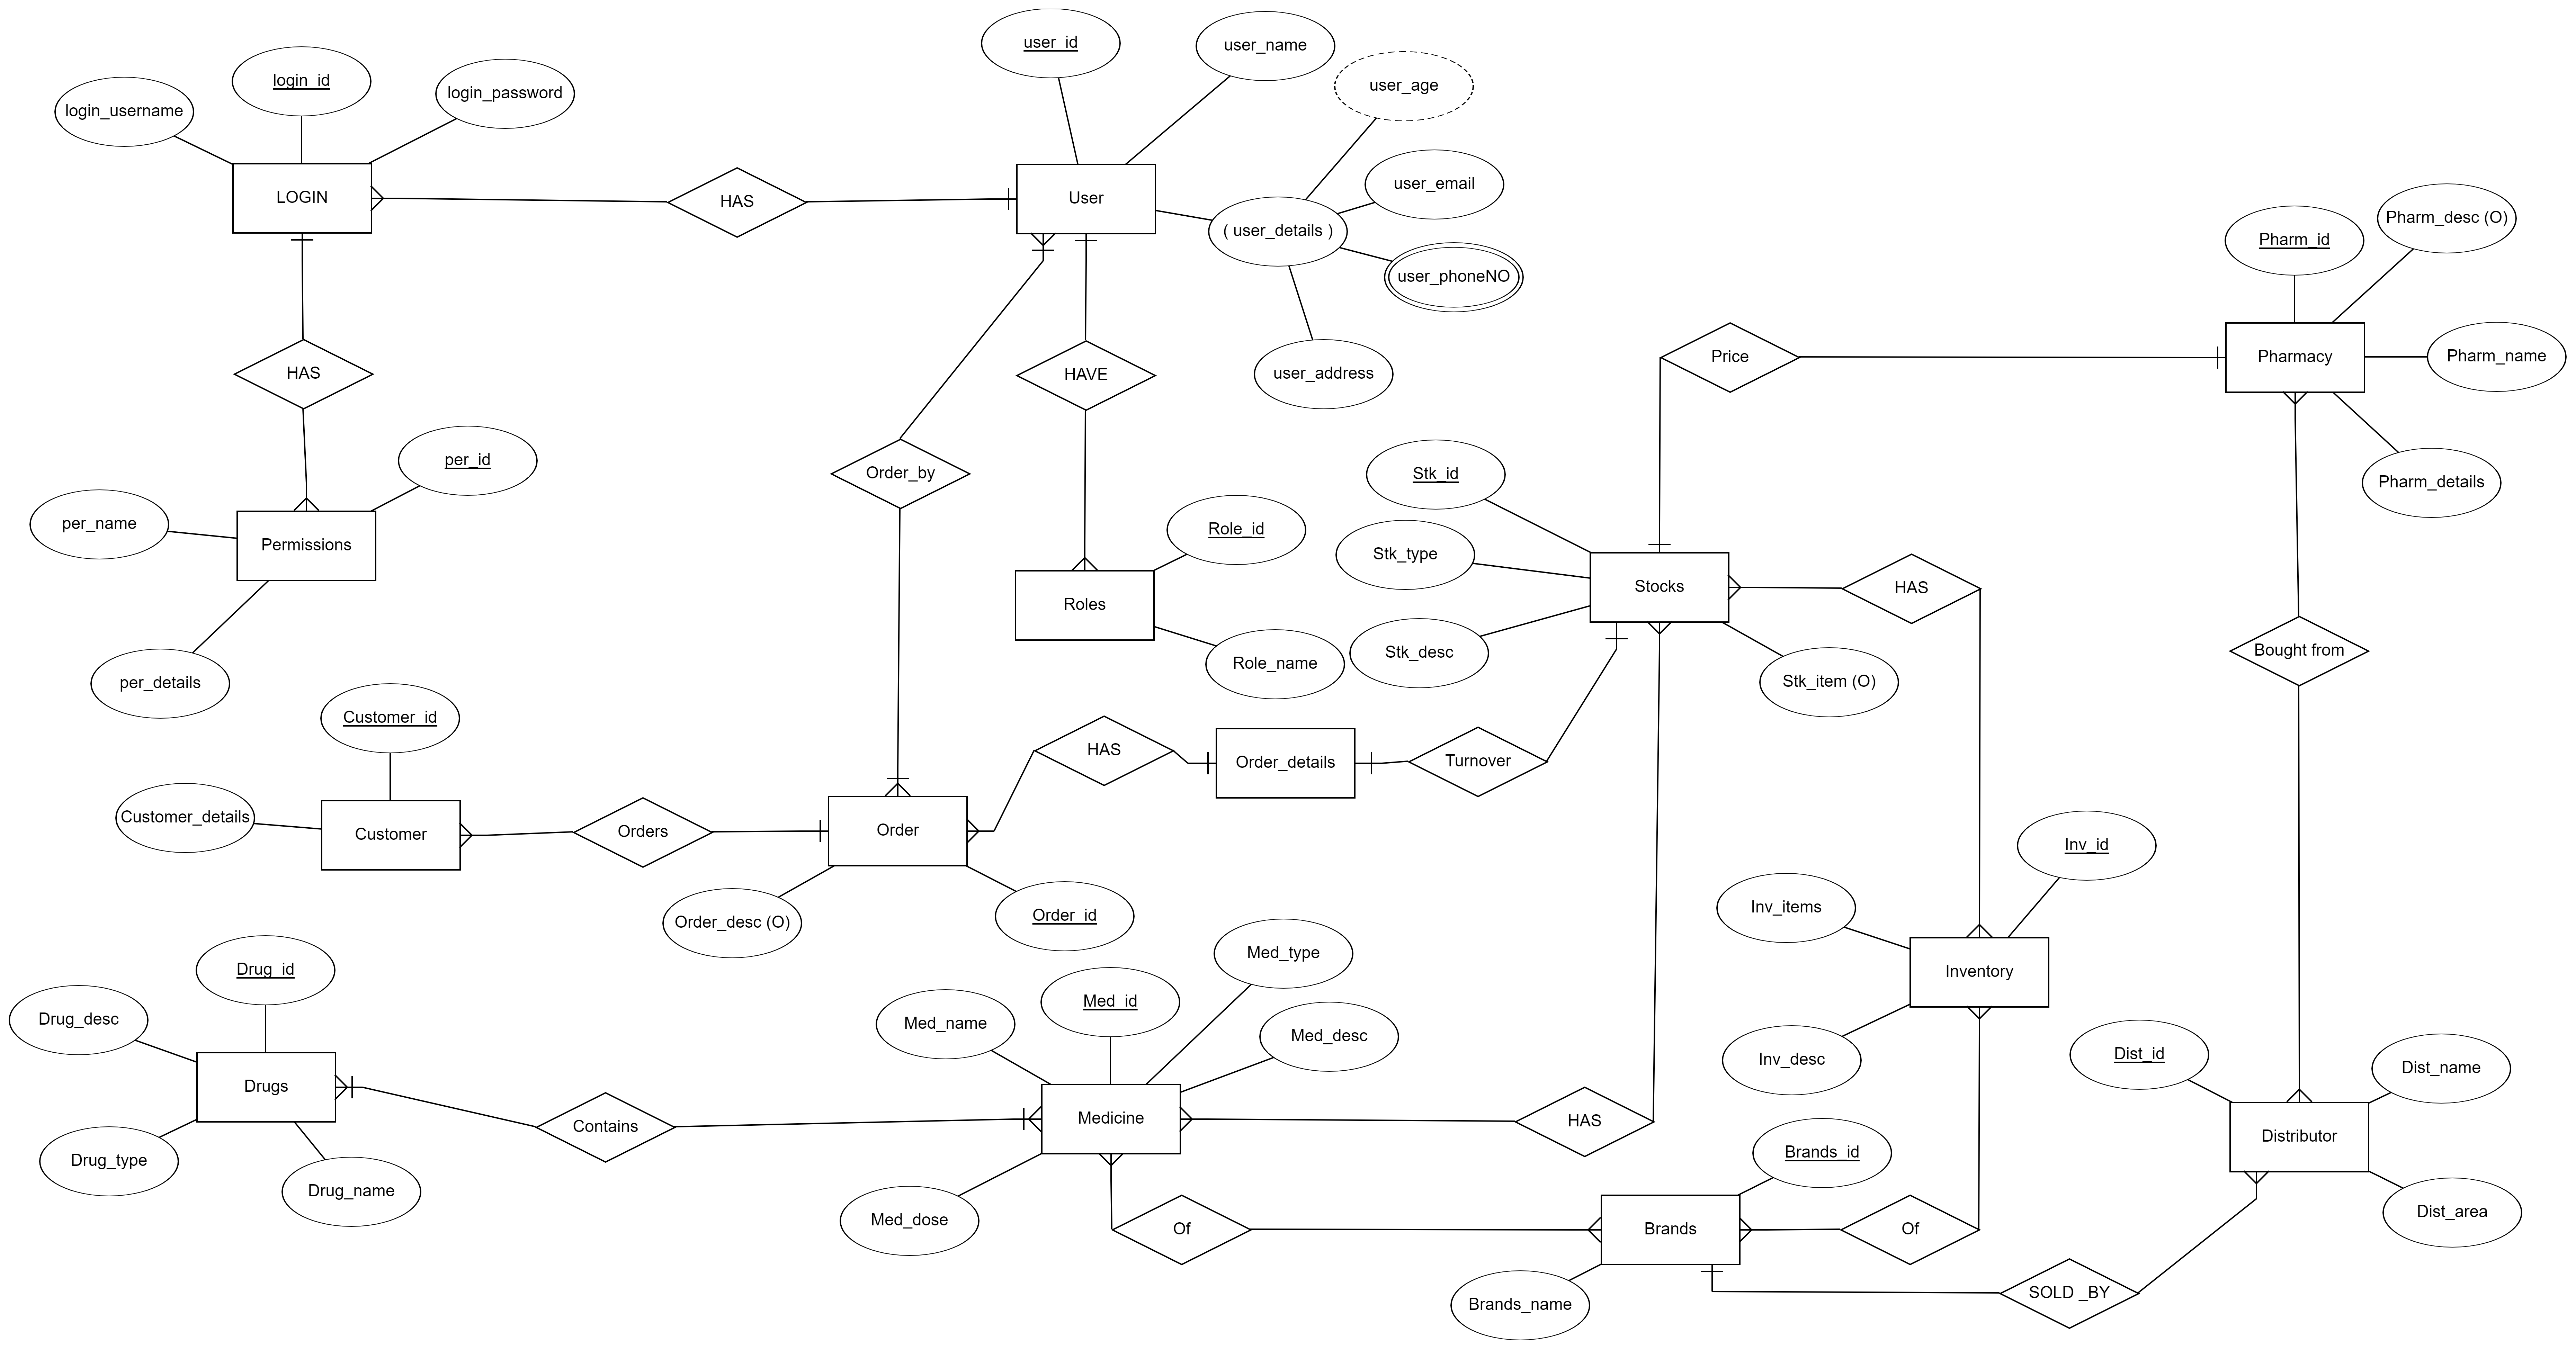 user_id
user_name
login_id
login_password
login_username
user_age
user_email
LOGIN
HAS
User
( user_details )
user_phoneNO
Pharm_desc (O)
Pharm_id
Price
Pharmacy
Pharm_name
HAS
HAVE
user_address
per_id
Order_by
Stk_id
Pharm_details
per_name
Permissions
Role_id
Stk_type
Stocks
HAS
Roles
Role_name
Stk_desc
Stk_item (O)
Bought from
per_details
Customer_id
HAS
Order_details
Turnover
Customer_details
Customer
Orders
Order
Inv_id
Order_desc (O)
Order_id
Inv_items
Drug_id
Med_type
Inventory
Drug_desc
Med_name
Med_id
Med_desc
Inv_desc
Dist_id
Dist_name
Drugs
Contains
Medicine
HAS
Distributor
Drug_type
Drug_name
Brands_id
Med_dose
Of
Brands
Of
Dist_area
Brands_name
SOLD _BY